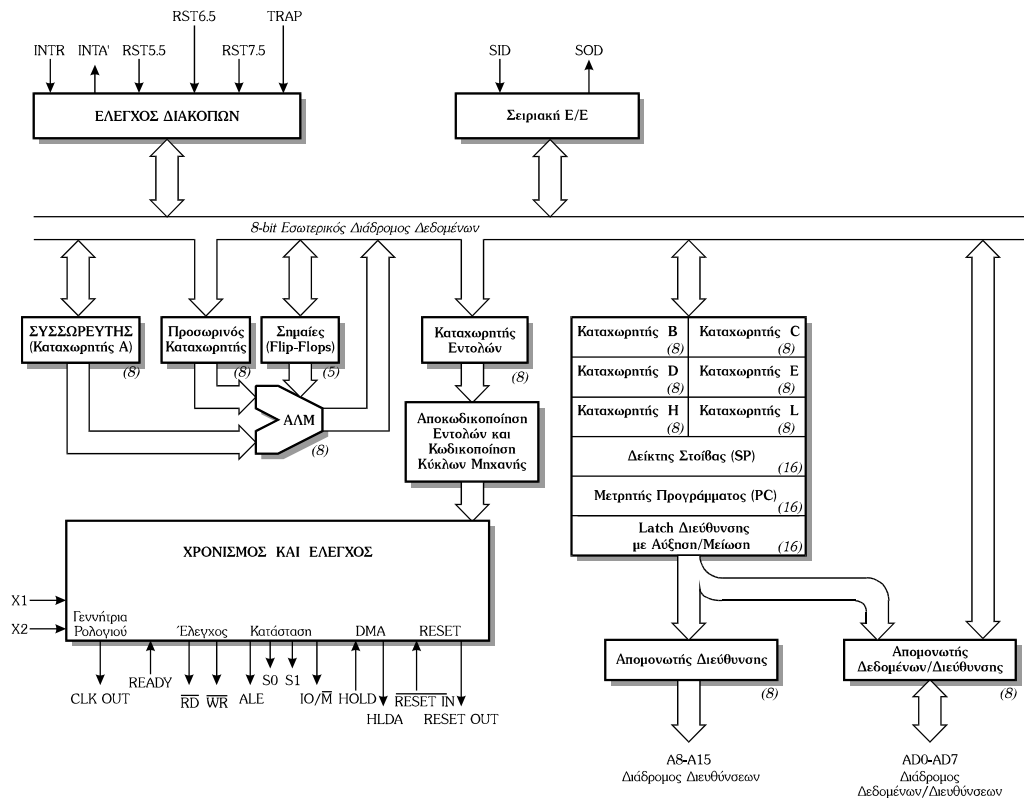 RST6.5 TRAP
INTR INTA' RST5.5 RST7.5 SID SOD
ΕΛΕΓΧΟΣ ΔΙΑΚΟΠΩΝ
Σειριακή Ε/Ε
8-bit Εσωτερικός Διάδρομος Δεδομένων
ΣΥΣΣΩΡΕΥΤΗΣ
(Καταχωρητής Α)
(8)
Προσωρινός
Καταχωρητής
(8)
Σημαίες
(Flip-Flops)
(5)
ΑΛΜ
(8)
Καταχωρητής
Εντολών
(8)
Αποκωδικοποίηση
Εντολών και
Κωδικοποίηση
Κύκλων Μηχανής
Καταχωρητής B
(8)
Καταχωρητής C
(8)
Καταχωρητής D
(8)
Καταχωρητής E
(8)
Καταχωρητής H
(8)
Καταχωρητής L
(8)
Δείκτης Στοίβας (SP)
(16)
Μετρητής Προγράμματος (PC)
(16)
Latch Διεύθυνσης
με Αύξηση/Μείωση
(16)
ΧΡΟΝΙΣΜΟΣ ΚΑΙ ΕΛΕΓΧΟΣ
X1
X2
Γεννήτρια
Ρολογιού
Έλεγχος Κατάσταση DMA RESET
CLK OUT READY R̅D̅ W̅R̅ ALE S0 S1 IO/M̅ HOLD HLDA R̅E̅S̅E̅T̅ I̅N̅ RESET OUT
Απομονωτής Διεύθυνσης
(8)
Απομονωτής
Δεδομένων/Διεύθυνσης
(8)
A8-A15
Διάδρομος Διευθύνσεων
AD0-AD7
Διάδρομος
Δεδομένων/Διευθύνσεων